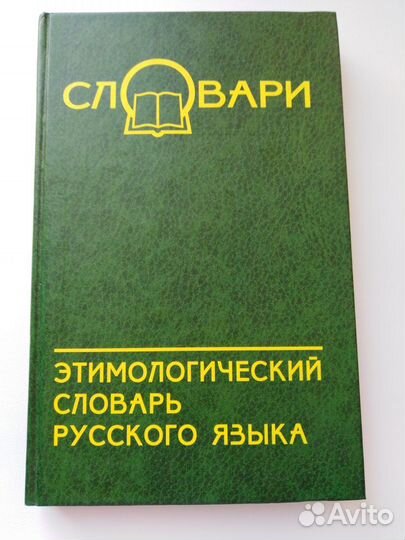 СЛОВАРИ
ЭТИМОЛОГИЧЕСКИЙ
СЛОВАРЬ
РУССКОГО ЯЗЫКА
Avito